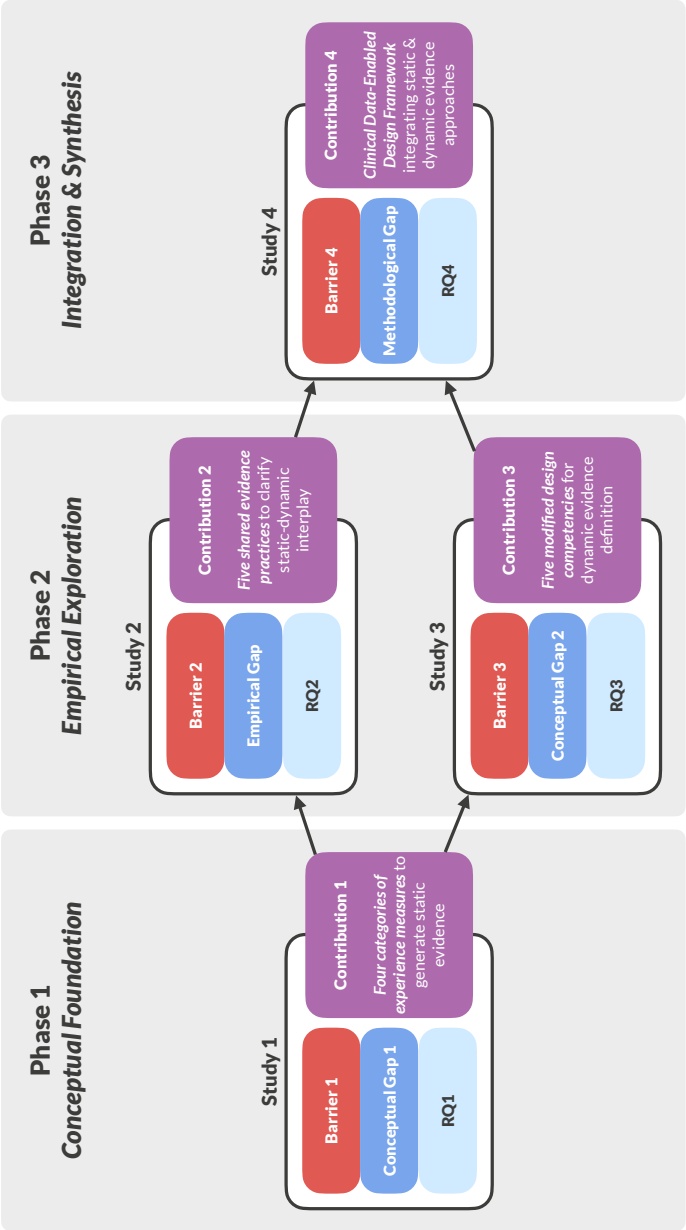 Phase 1
Conceptual Foundation
Study 1
Barrier 1
Conceptual Gap 1
RQ1
Contribution 1
Four categories of
experience measures to
generate static
evidence
Phase 2
Empirical Exploration
Study 2
Barrier 2
Empirical Gap
RQ2
Contribution 2
Five shared evidence
practices to clarify
static-dynamic
interplay
Study 3
Barrier 3
Conceptual Gap 2
RQ3
Contribution 3
Five modified design
competencies for
dynamic evidence
definition
Phase 3
Integration & Synthesis
Study 4
Barrier 4
Methodological Gap
RQ4
Contribution 4
Clinical Data-Enabled
Design Framework
integrating static &
dynamic evidence
approaches